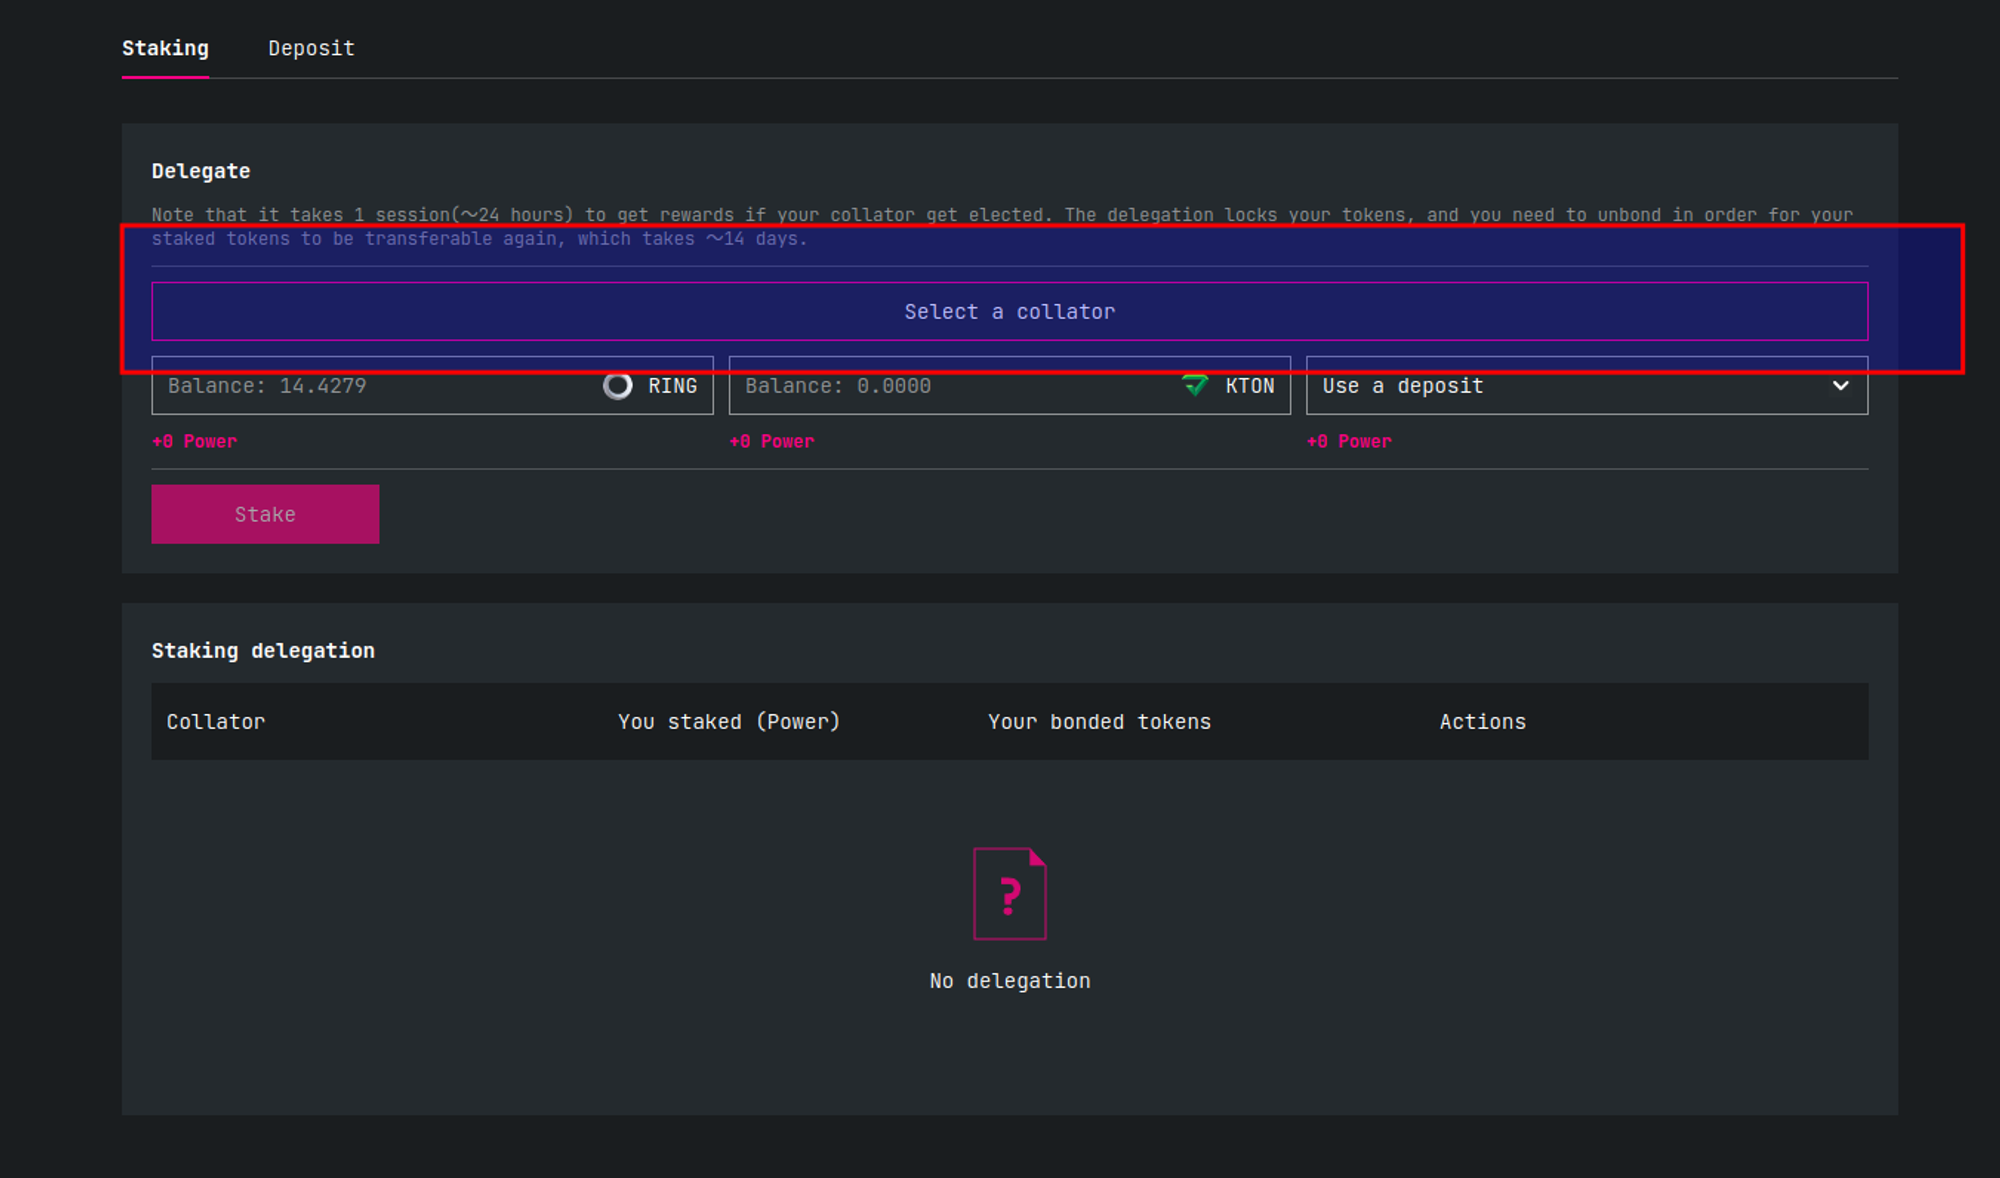 Staking Deposit
Delegate
Note that it takes 1 session(~24 hours) to get rewards if your collator get elected. The delegation locks your tokens, and you need to unbond in order for your
staked tokens to be transferable again, which takes ~14 days.
Select a collator
Balance: 14.4279 RING Balance: 0.0000 KTON Use a deposit
+0 Power +0 Power +0 Power
Stake
Staking delegation
Collator You staked (Power) Your bonded tokens Actions
?
No delegation